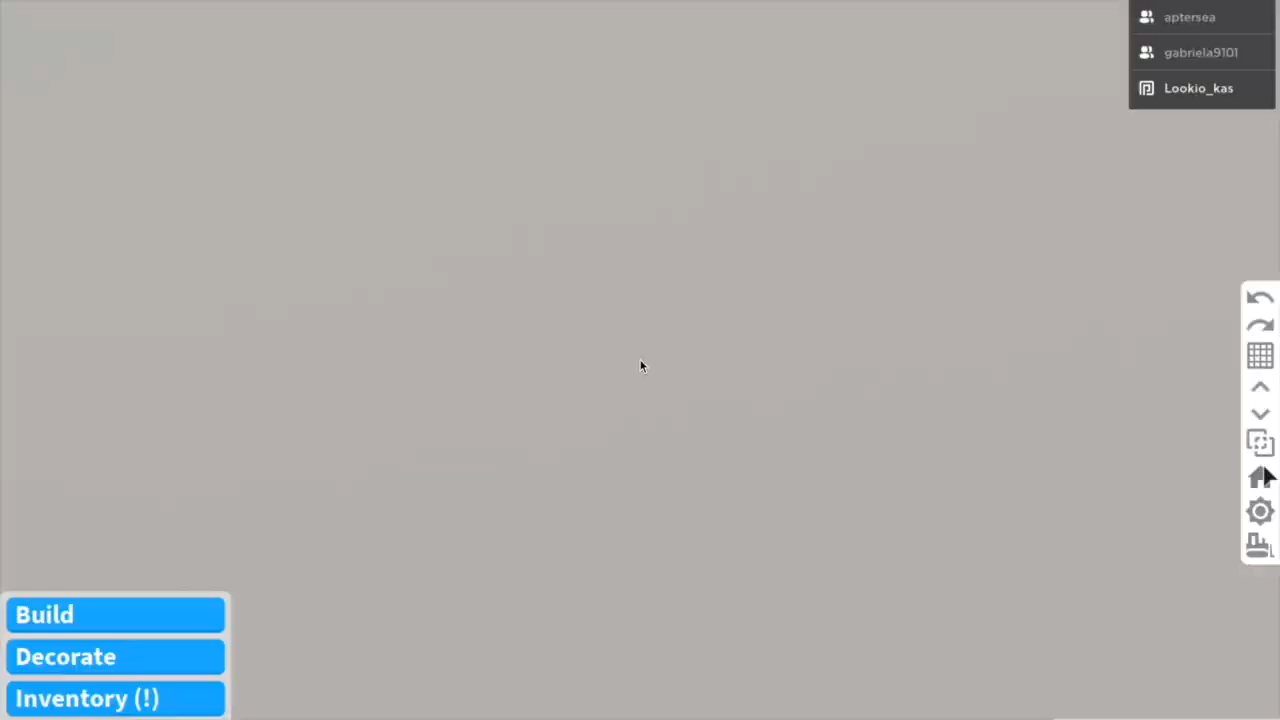 aptersea
gabriela9101
Lookio_kas
Build
Decorate
Inventory (!)